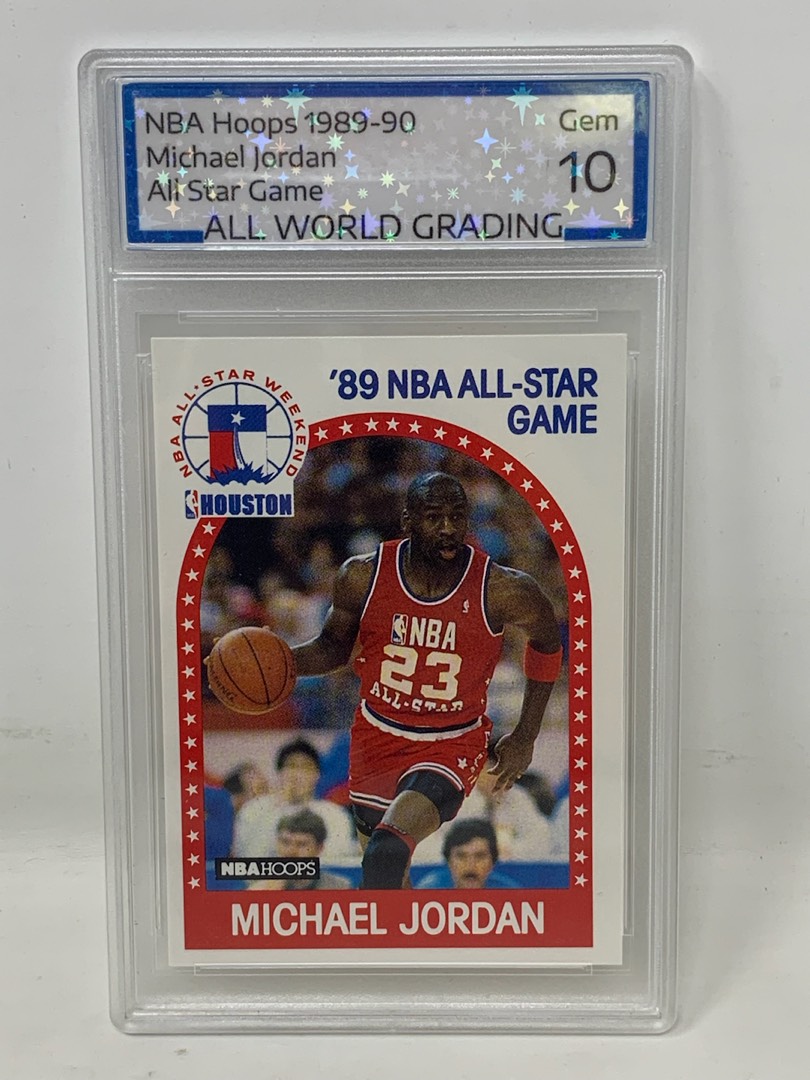 NBA Hoops 1989-90
Michael Jordan
All Star Game
Gem
10
ALL WORLD GRADING
NBA ALL•STAR WEEKEND
HOUSTON
'89 NBA ALL-STAR
GAME
NBA
23
ALL-STAR
NBA HOOPS
MICHAEL JORDAN